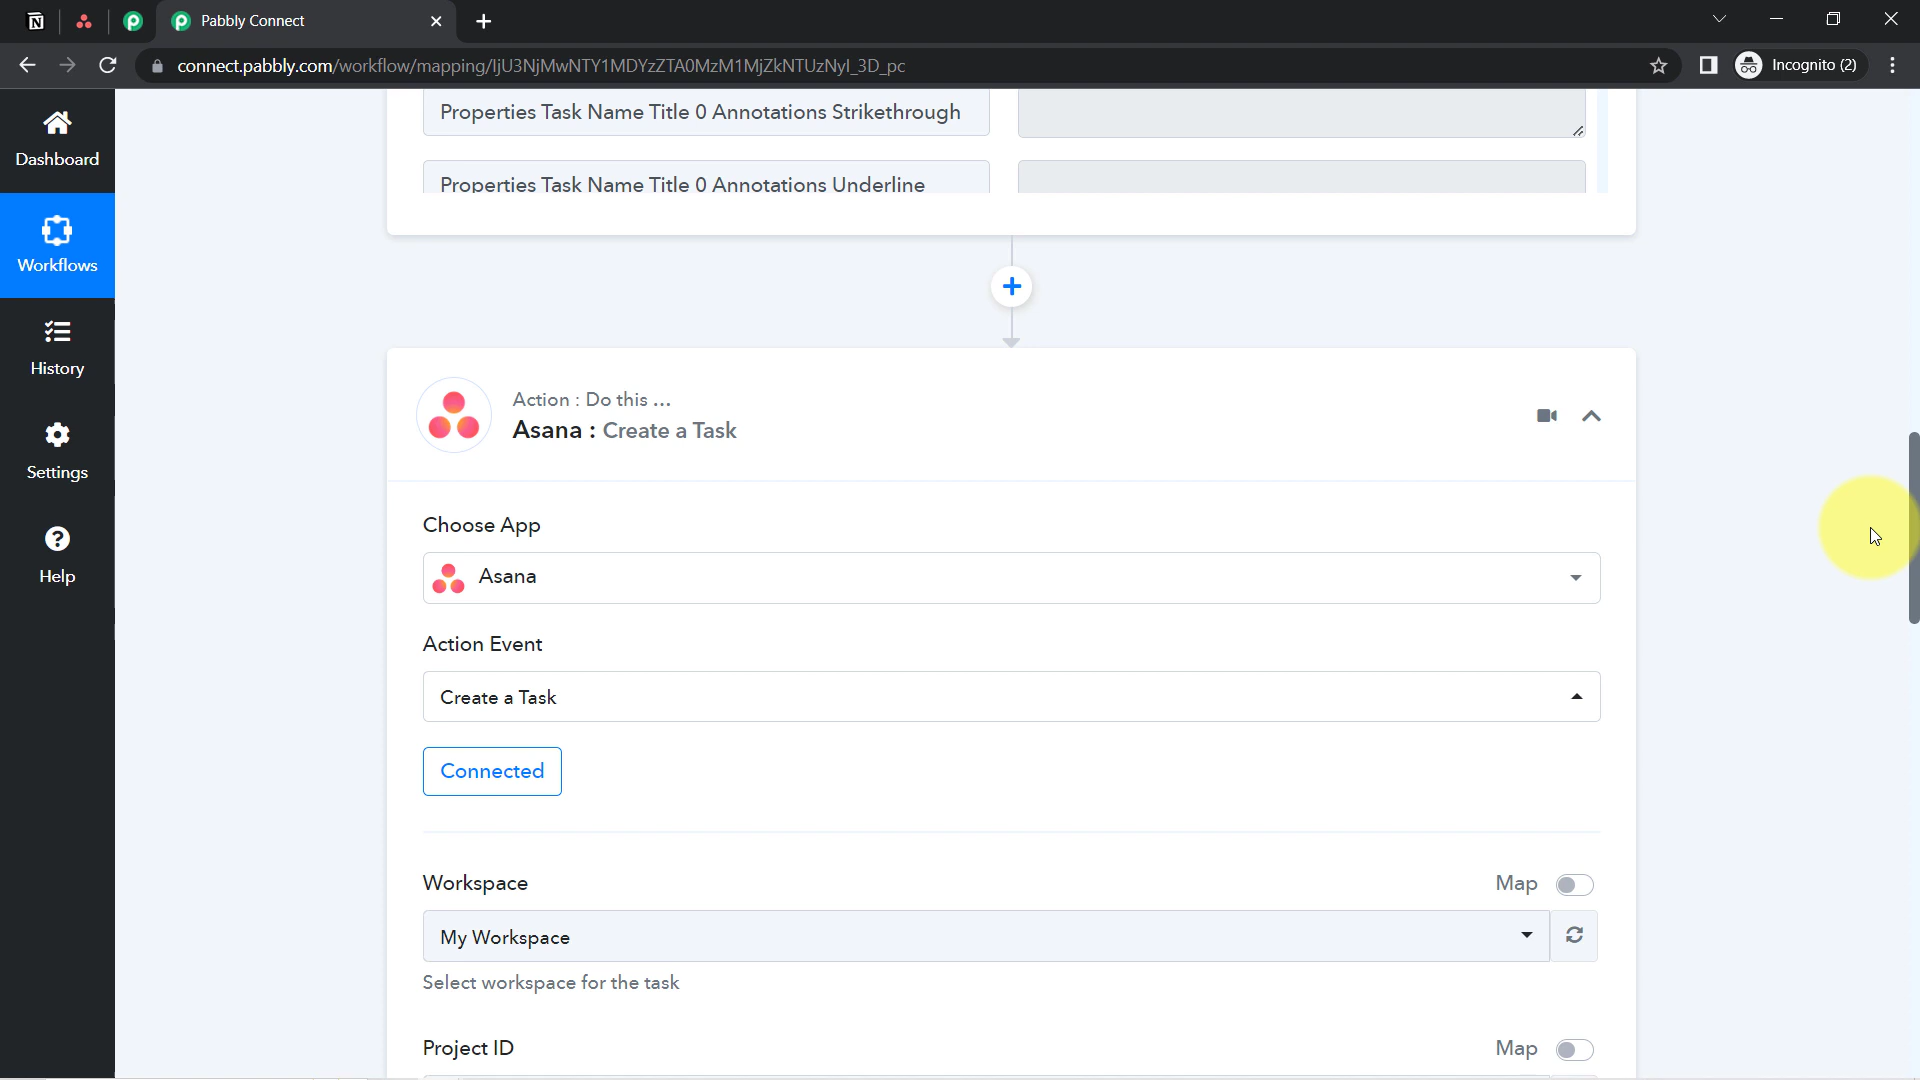 Pabbly Connect
connect.pabbly.com/workflow/mapping/IjU3NjMwNTY1MDYzZTA0MzM1MjZkNTUzNyI_3D_pc
Incognito (2)
Dashboard
Workflows
History
Settings
Help
Properties Task Name Title 0 Annotations Strikethrough
Properties Task Name Title 0 Annotations Underline
Action : Do this ...
Asana : Create a Task
Choose App
Asana
Action Event
Create a Task
Connected
Workspace
Map
My Workspace
Select workspace for the task
Project ID
Map